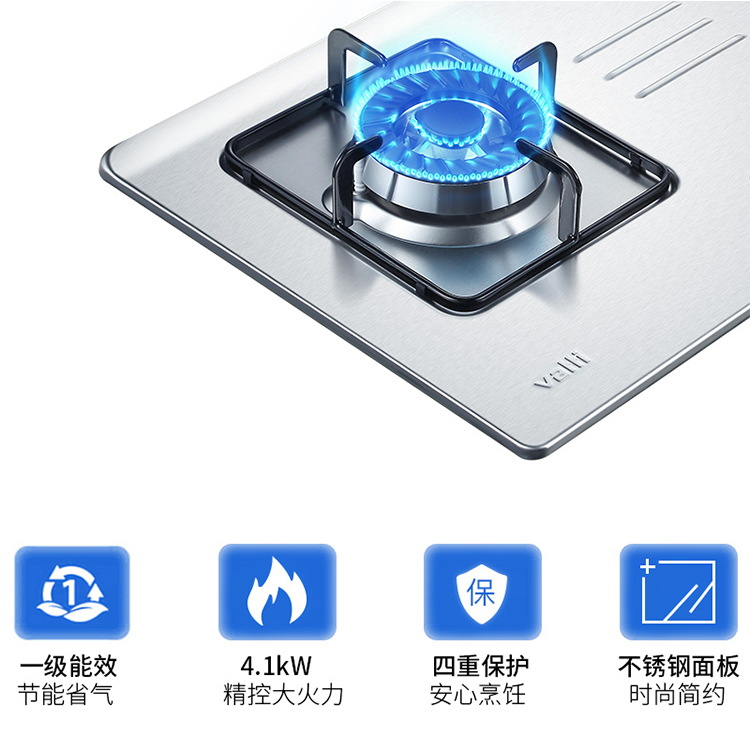 valli
1
保
一级能效
节能省气
4.1kW
精控大火力
四重保护
安心烹饪
不锈钢面板
时尚简约